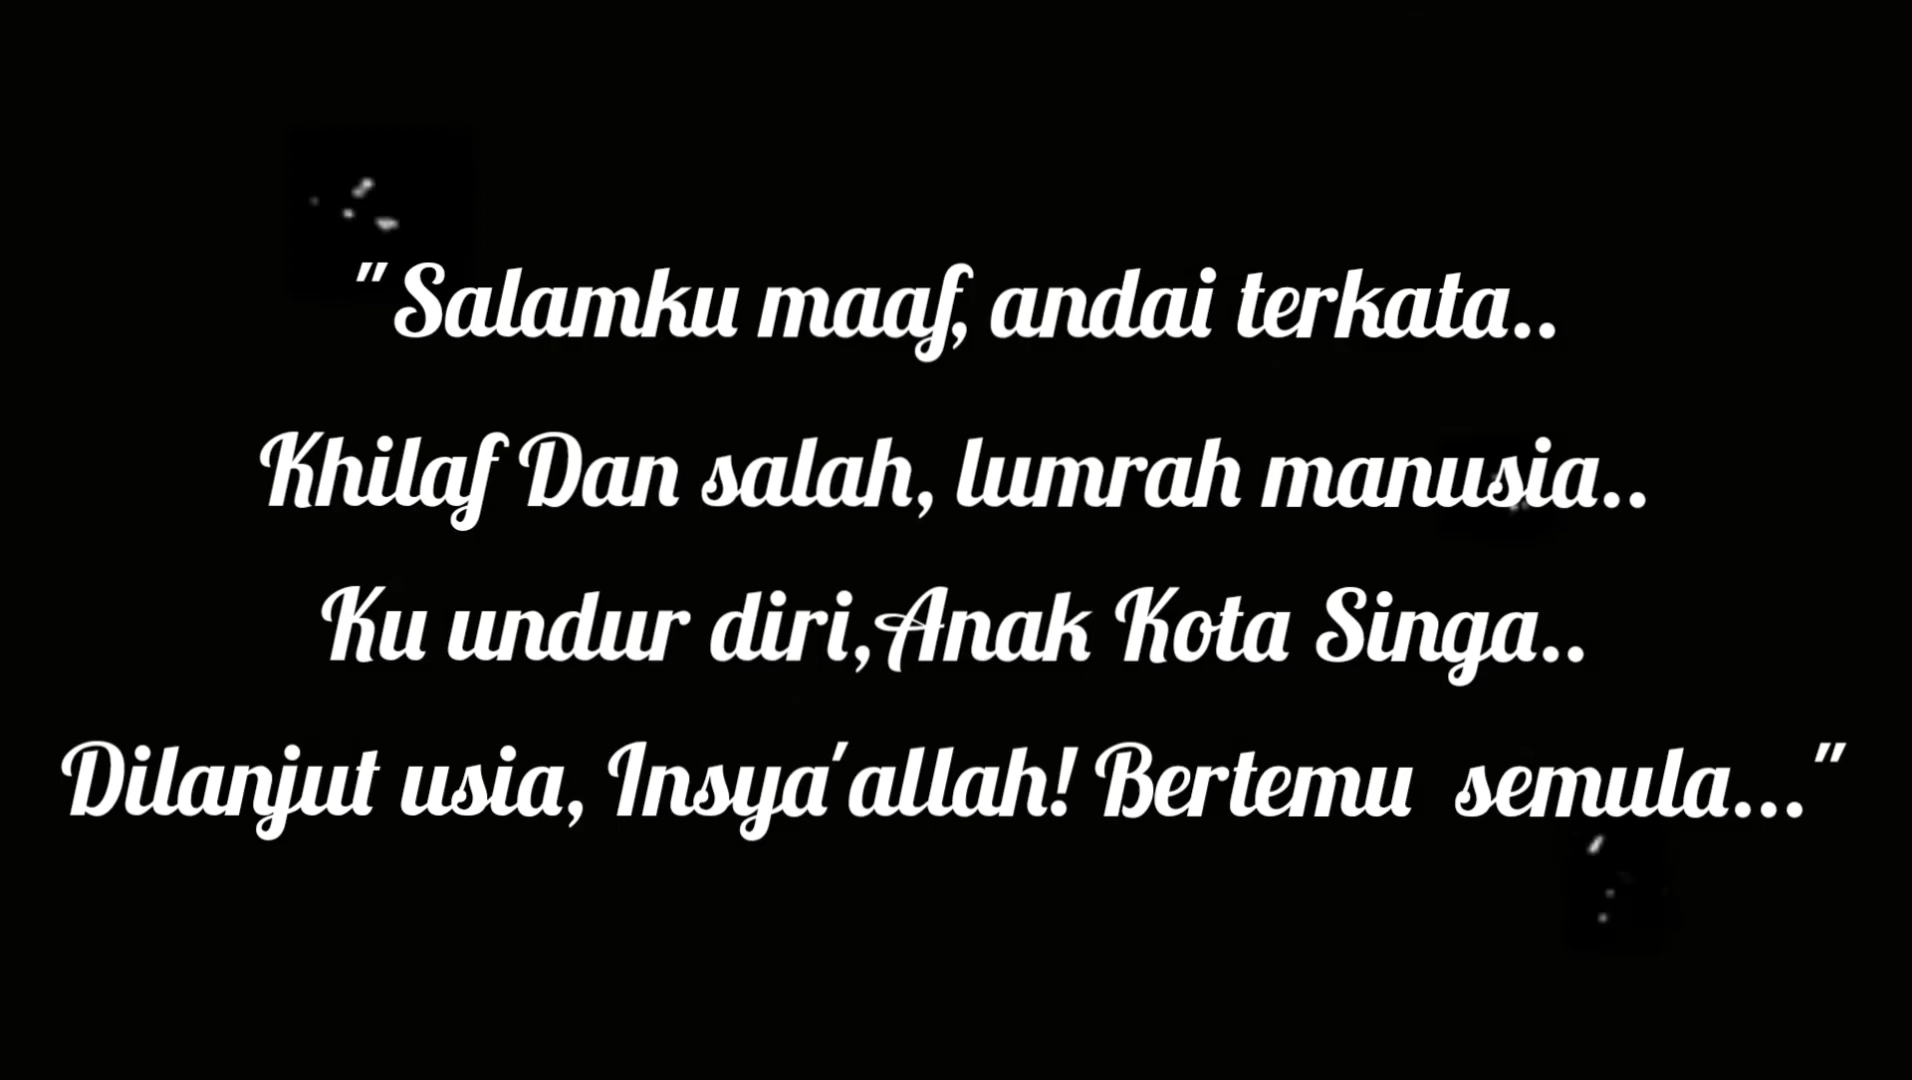 "Salamku maaf, andai terkata..
Khilaf Dan salah, lumrah manusia..
Ku undur diri,Anak Kota Singa..
Dilanjut usia, Insya'allah! Bertemu  semula..."